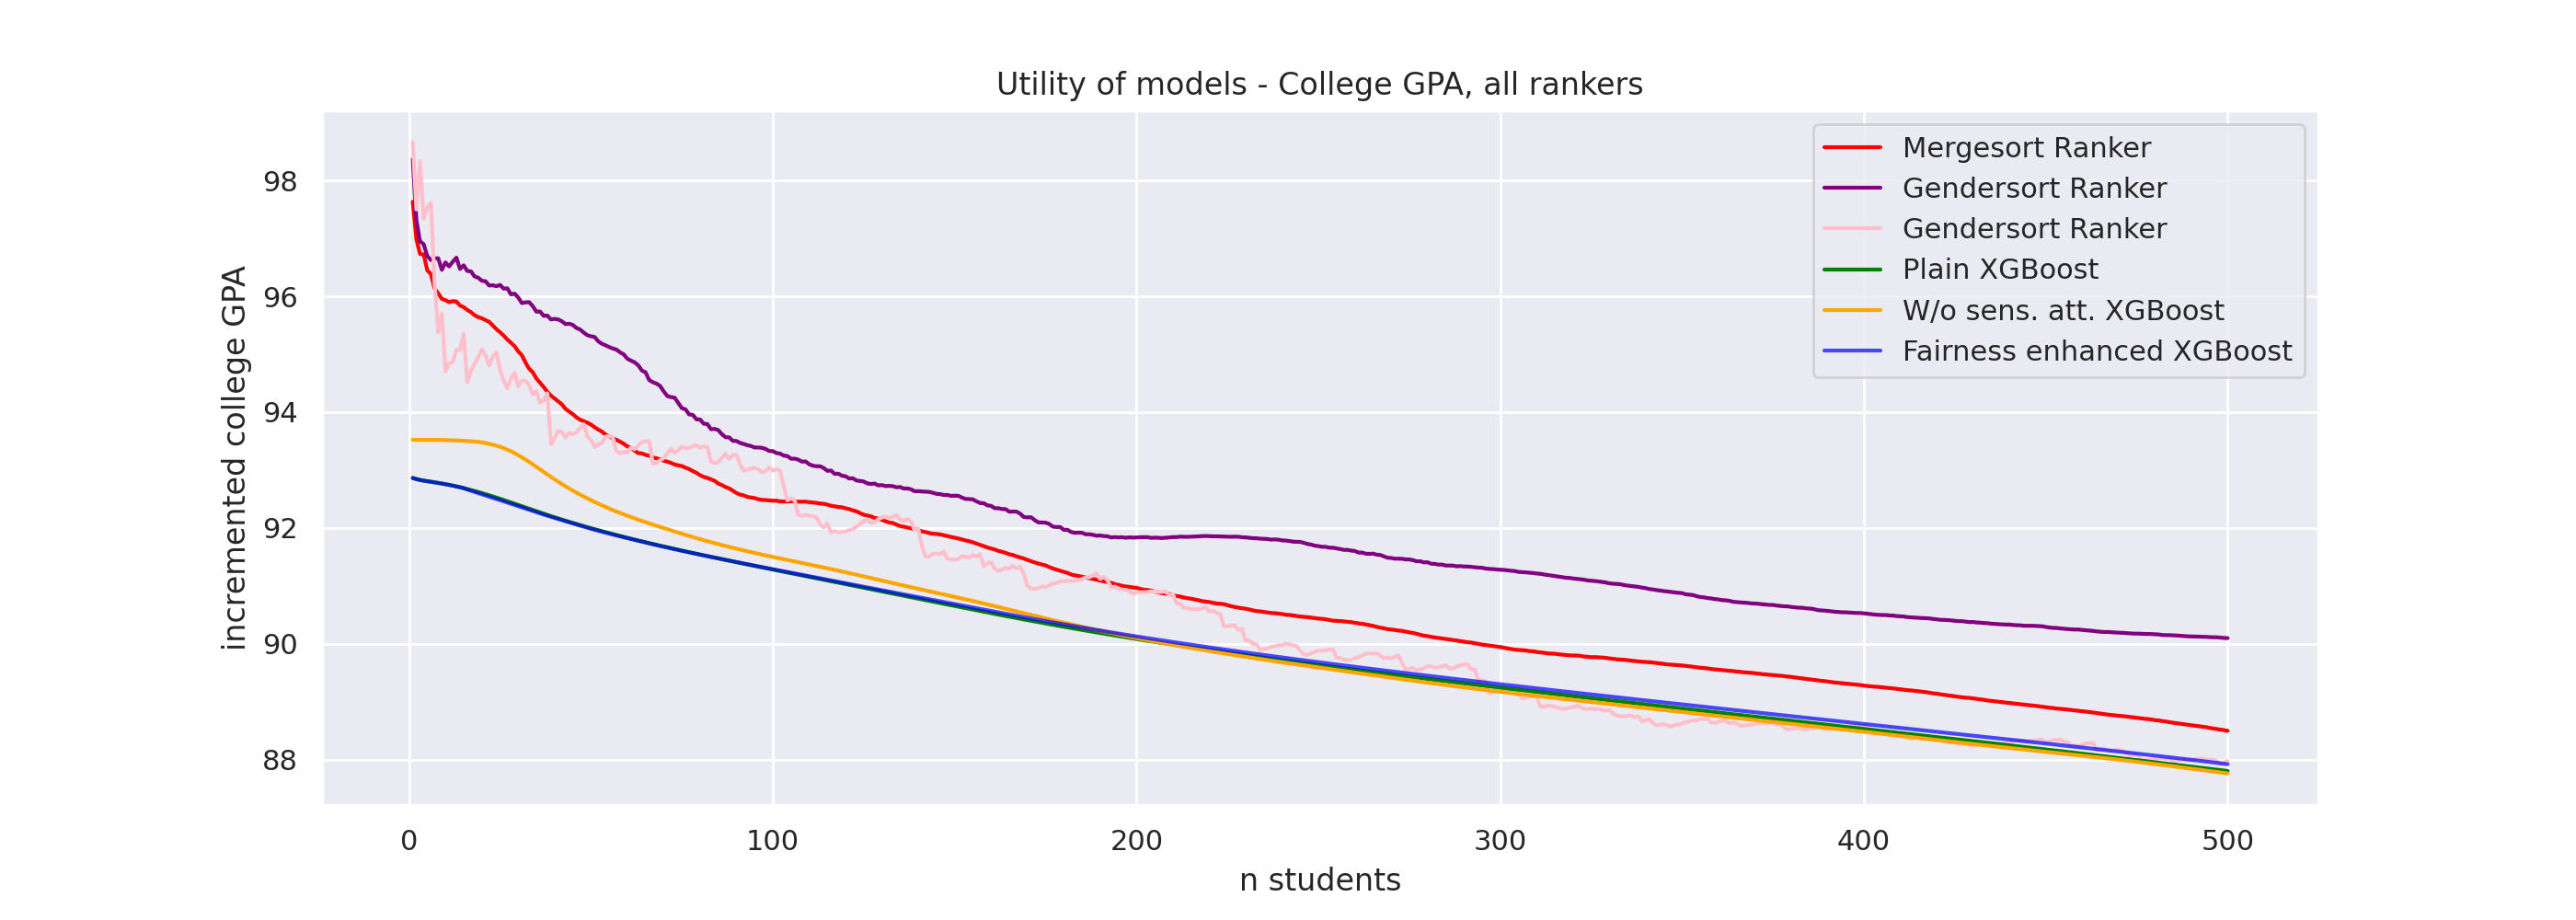 Utility of models - College GPA, all rankers
incremented college GPA
98
96
94
92
90
88
Mergesort Ranker
Gendersort Ranker
Gendersort Ranker
Plain XGBoost
W/o sens. att. XGBoost
Fairness enhanced XGBoost
0 100 200 300 400 500
n students